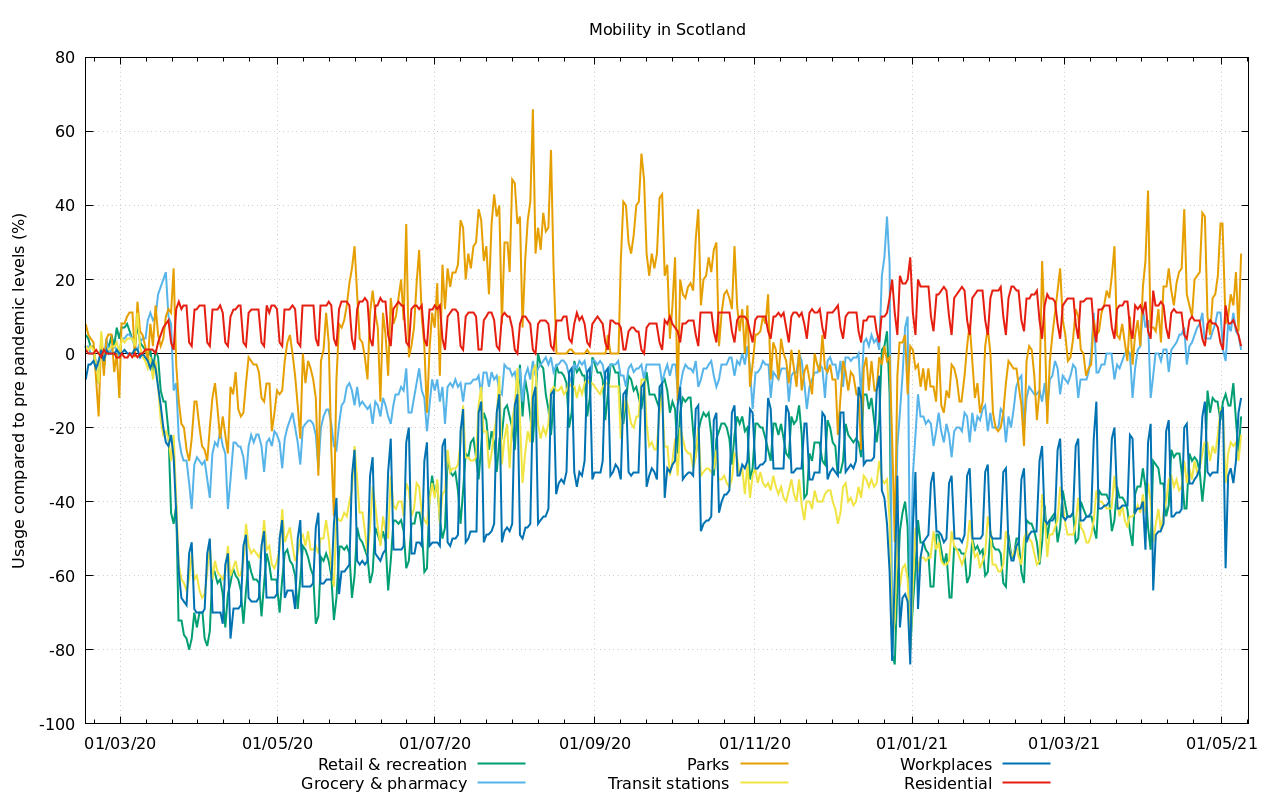 Mobility in Scotland
Usage compared to pre pandemic levels (%)
80
60
40
20
0
-20
-40
-60
-80
-100
01/03/20 01/05/20 01/07/20 01/09/20 01/11/20 01/01/21 01/03/21 01/05/21
Retail & recreation Parks Workplaces
Grocery & pharmacy Transit stations Residential